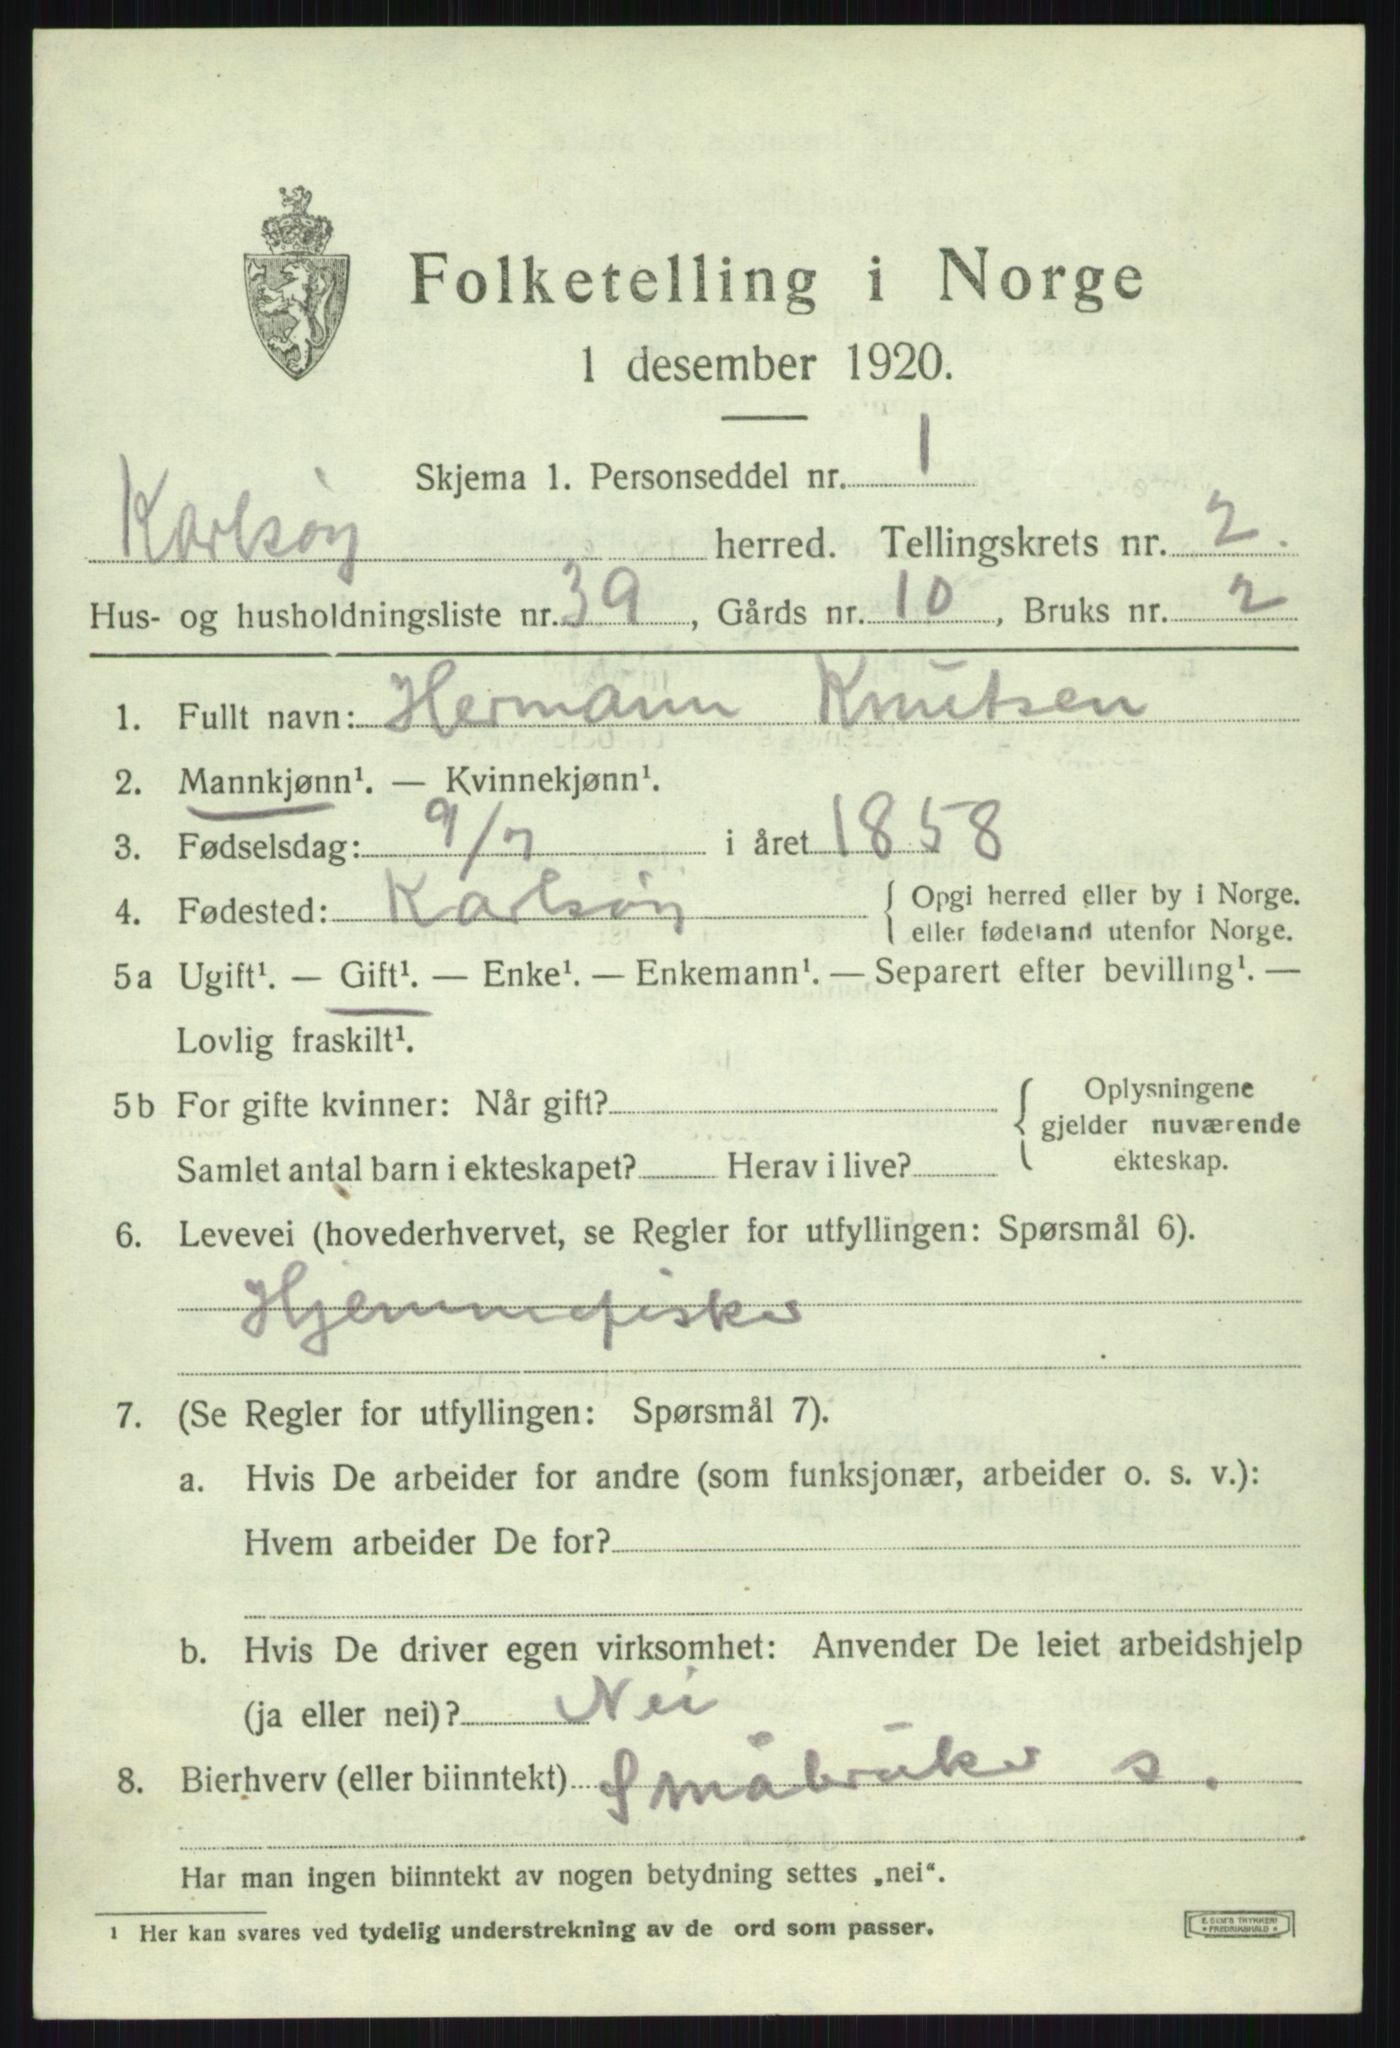 Folketelling i Norge
1 desember 1920.
Skjema 1. Personseddel nr. 1
Karlsöy herred. Tellingskrets nr. 2.
Hus- og husholdningsliste nr. 39, Gårds nr. 10, Bruks nr. 2
1. Fullt navn: Hermann Knutsen
2. Mannkjønn¹. — Kvinnekjønn¹.
3. Fødselsdag: 9/7 i året 1858
4. Fødested: Karlsöy { Opgi herred eller by i Norge.
eller fødeland utenfor Norge.
5a Ugift¹. — Gift¹. — Enke¹. — Enkemann¹. — Separert efter bevilling¹. —
Lovlig fraskilt¹.
5b For gifte kvinner: Når gift? { Oplysningene
gjelder nuværende
Samlet antal barn i ekteskapet? Herav i live? ekteskap.
6. Levevei (hovederhvervet, se Regler for utfyllingen: Spørsmål 6).
Hjemmefisker
7. (Se Regler for utfyllingen: Spørsmål 7).
a. Hvis De arbeider for andre (som funksjonær, arbeider o. s. v.):
Hvem arbeider De for?
b. Hvis De driver egen virksomhet: Anvender De leiet arbeidshjelp
(ja eller nei)? Nei
8. Bierhverv (eller biinntekt) Småbruker s.
Har man ingen biinntekt av nogen betydning settes „nei“.
¹ Her kan svares ved tydelig understrekning av de ord som passer.
E. SEM'S TRYKKERI
* FREDRIKSHALD *